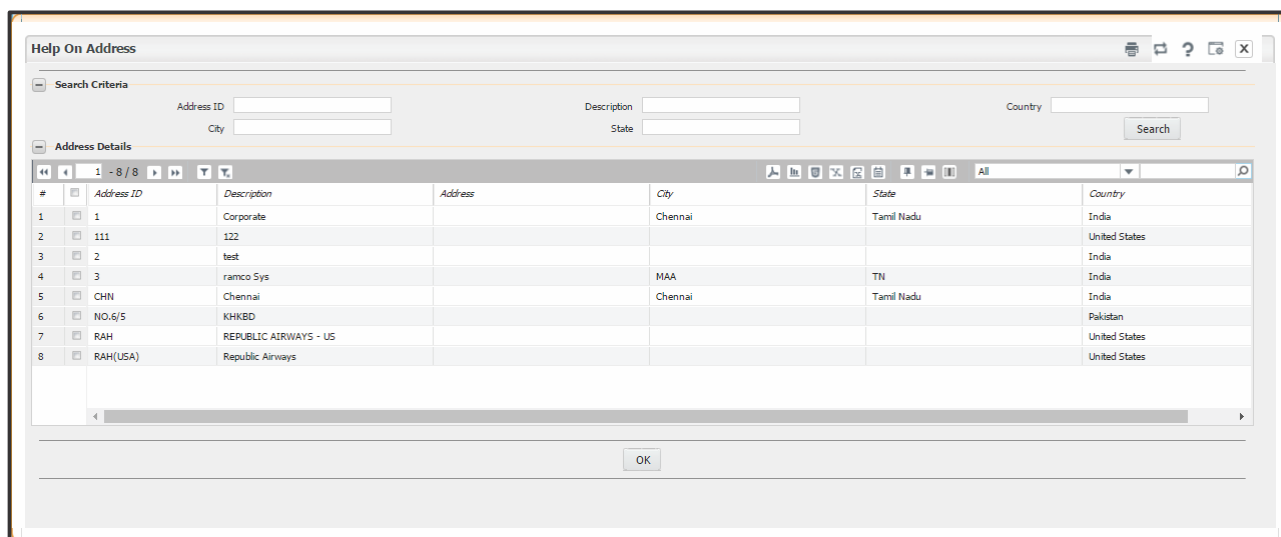 Help On Address
Search Criteria
Address ID Description Country
City State Search
Address Details
1 - 8 / 8 All
# Address ID Description Address City State Country
1 1 Corporate Chennai Tamil Nadu India
2 111 122 United States
3 2 test India
4 3 ramco Sys MAA TN India
5 CHN Chennai Chennai Tamil Nadu India
6 NO.6/5 KHKBD Pakistan
7 RAH REPUBLIC AIRWAYS - US United States
8 RAH(USA) Republic Airways United States
OK